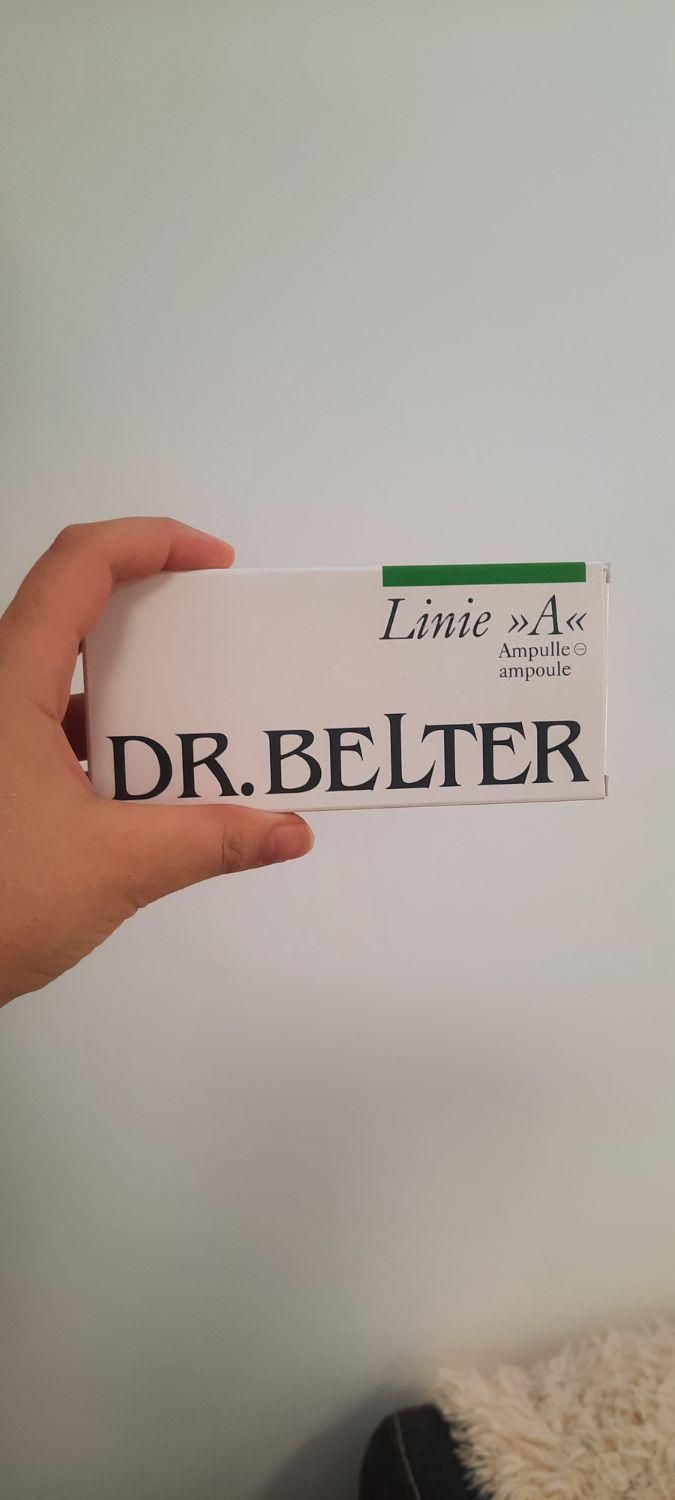 Linie »A«
Ampulle ⊖
ampoule
DR. BELTER